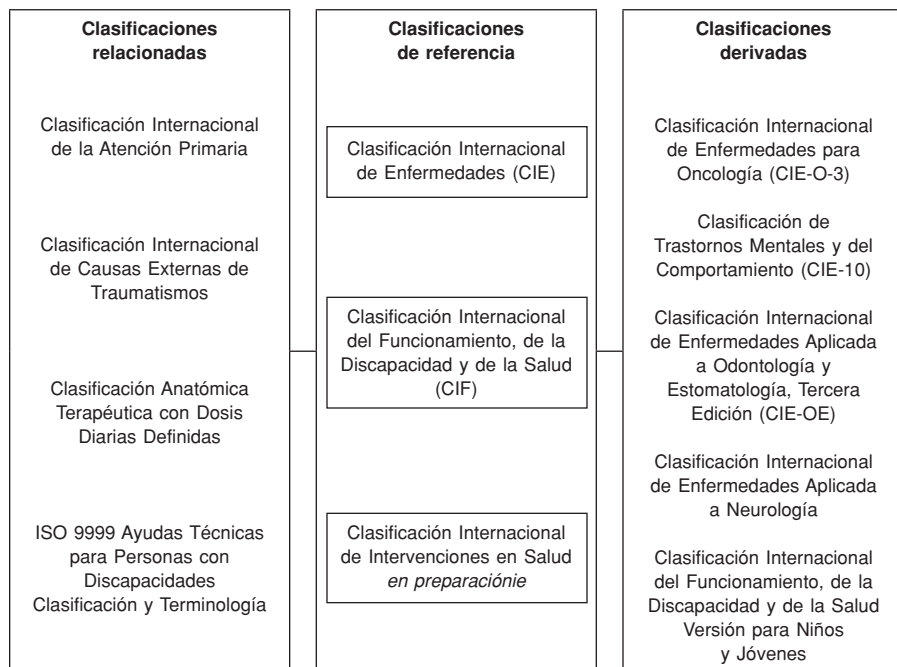 Clasificaciones
relacionadas
Clasificación Internacional
de la Atención Primaria
Clasificación Internacional
de Causas Externas de
Traumatismos
Clasificación Anatómica
Terapéutica con Dosis
Diarias Definidas
ISO 9999 Ayudas Técnicas
para Personas con
Discapacidades
Clasificación y Terminología
Clasificaciones
de referencia
Clasificación Internacional
de Enfermedades (CIE)
Clasificación Internacional
del Funcionamiento, de la
Discapacidad y de la Salud
(CIF)
Clasificación Internacional
de Intervenciones en Salud
en preparaciónie
Clasificaciones
derivadas
Clasificación Internacional
de Enfermedades para
Oncología (CIE-O-3)
Clasificación de
Trastornos Mentales y del
Comportamiento (CIE-10)
Clasificación Internacional
de Enfermedades Aplicada
a Odontología y
Estomatología, Tercera
Edición (CIE-OE)
Clasificación Internacional
de Enfermedades Aplicada
a Neurología
Clasificación Internacional
del Funcionamiento, de la
Discapacidad y de la Salud
Versión para Niños
y Jóvenes